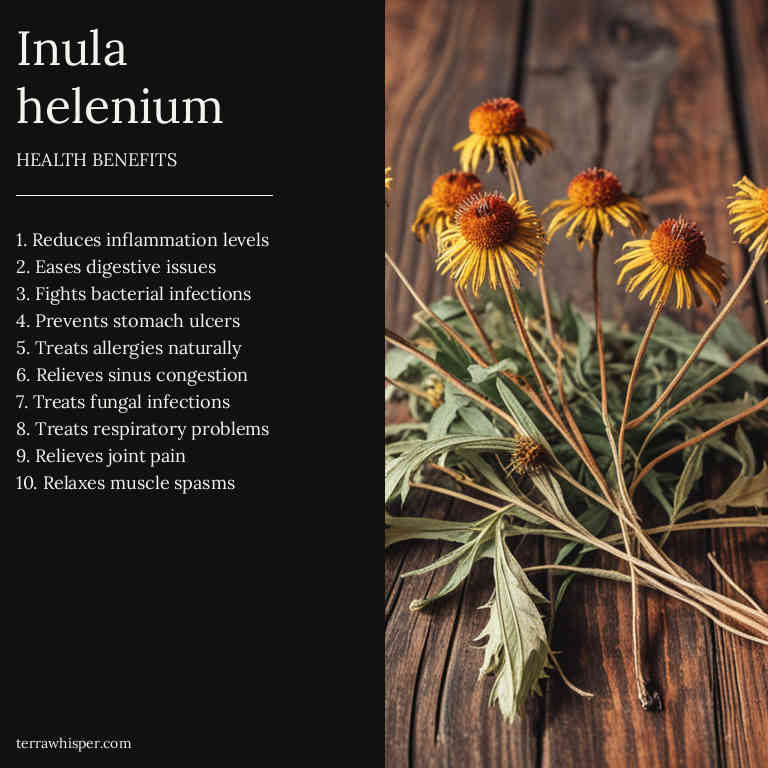 Inula
helenium
HEALTH BENEFITS
1. Reduces inflammation levels
2. Eases digestive issues
3. Fights bacterial infections
4. Prevents stomach ulcers
5. Treats allergies naturally
6. Relieves sinus congestion
7. Treats fungal infections
8. Treats respiratory problems
9. Relieves joint pain
10. Relaxes muscle spasms
terrawhisper.com